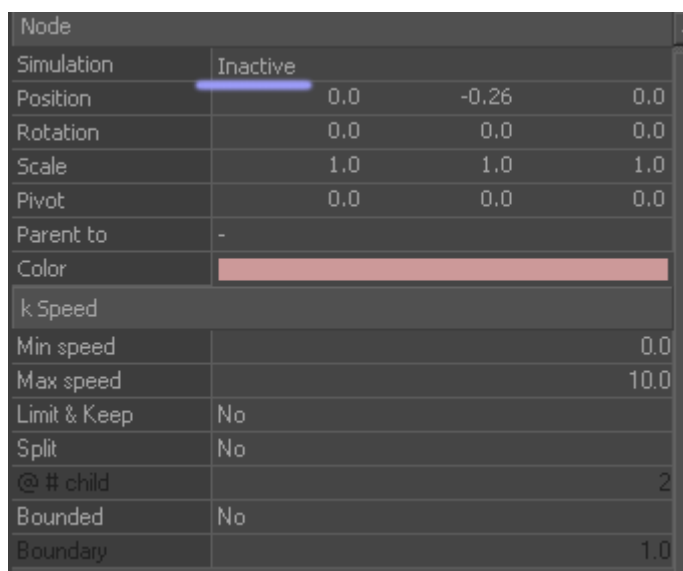 Node
Simulation Inactive
Position 0.0 -0.26 0.0
Rotation 0.0 0.0 0.0
Scale 1.0 1.0 1.0
Pivot 0.0 0.0 0.0
Parent to -
Color
k Speed
Min speed 0.0
Max speed 10.0
Limit & Keep No
Split No
@ # child 2
Bounded No
Boundary 1.0